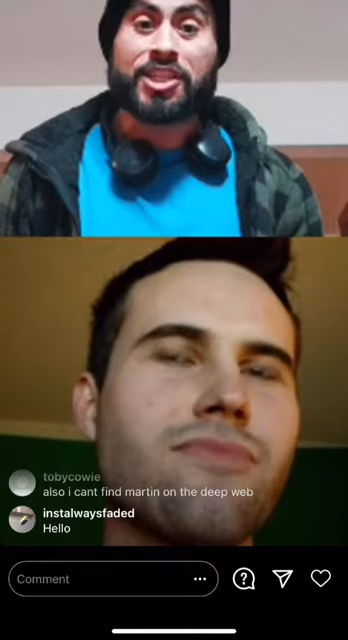 tobycowie
also i cant find martin on the deep web
instalwaysfaded
Hello
Comment